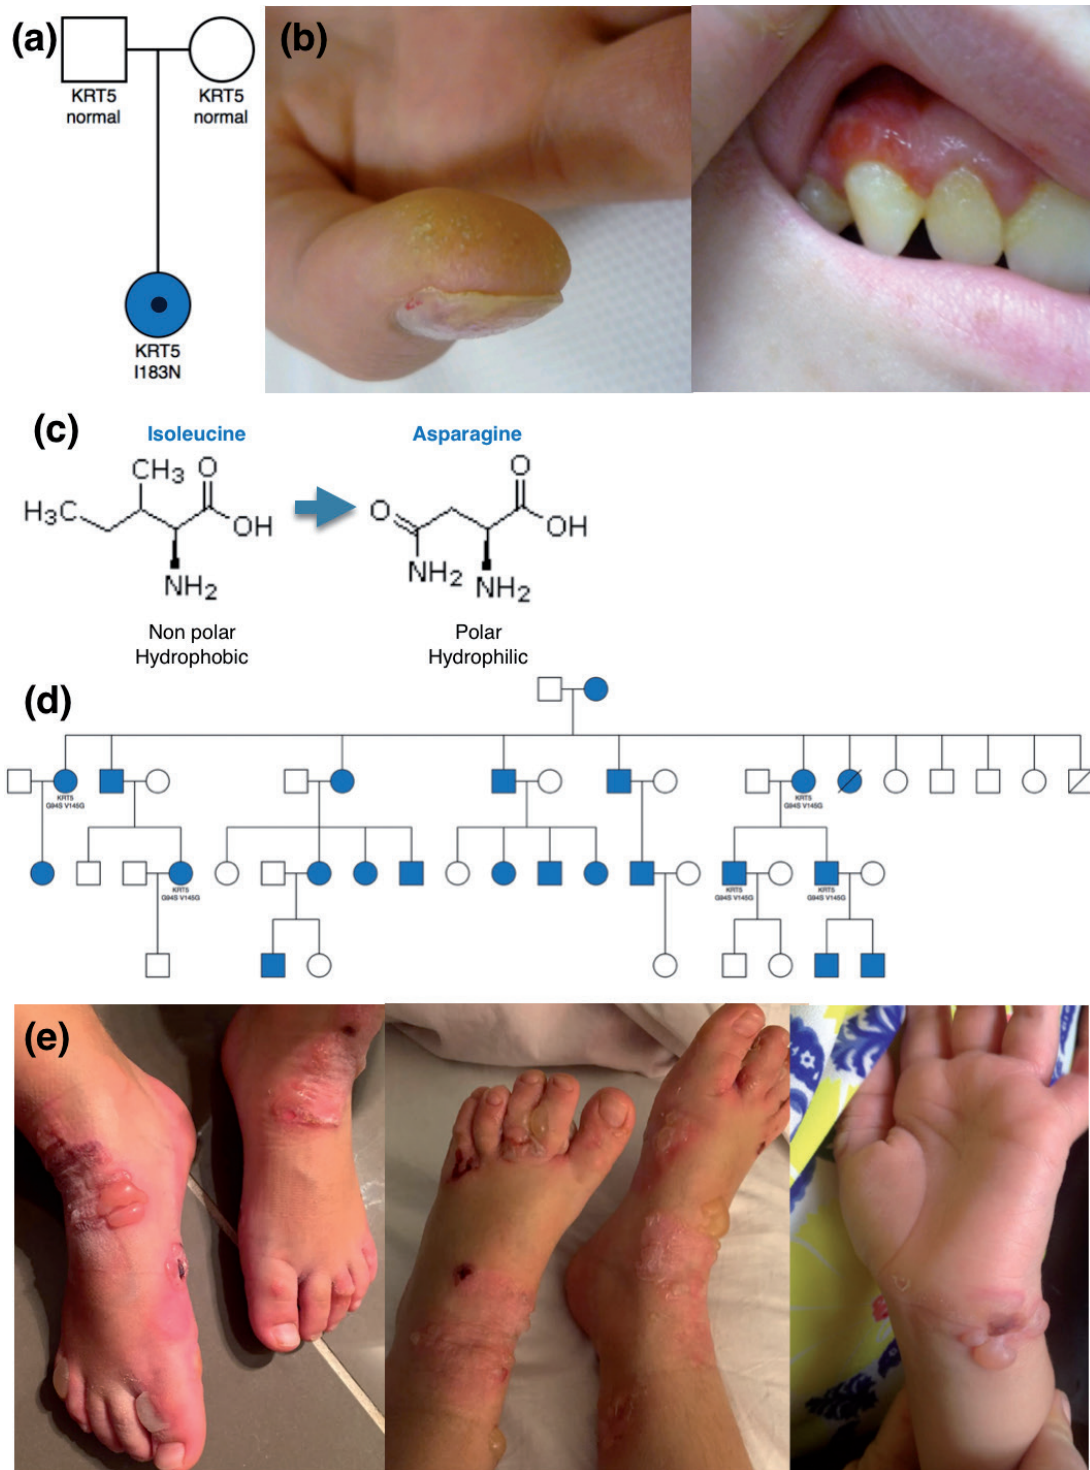 (a)
KRT5
normal
KRT5
normal
KRT5
I183N
(b)
(c)
Isoleucine
Asparagine
CH3 O
H3C
OH
NH2
O
O
OH
NH2 NH2
Non polar
Hydrophobic
Polar
Hydrophilic
(d)
KRT5
G94S V145G
KRT5
G94S V145G
KRT5
G94S V145G
KRT5
G94S V145G
KRT5
G94S V145G
(e)